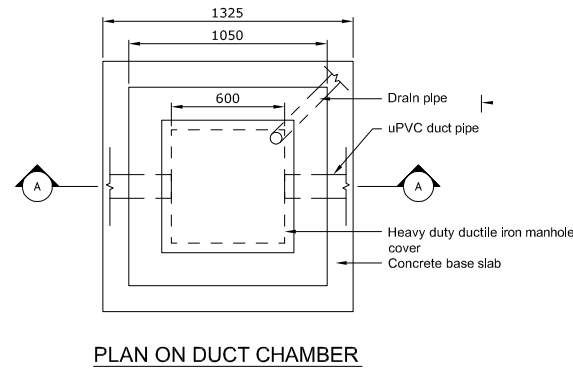 1325
1050
600
Drain pipe
uPVC duct pipe
A
A
Heavy duty ductile iron manhole
cover
Concrete base slab
PLAN ON DUCT CHAMBER